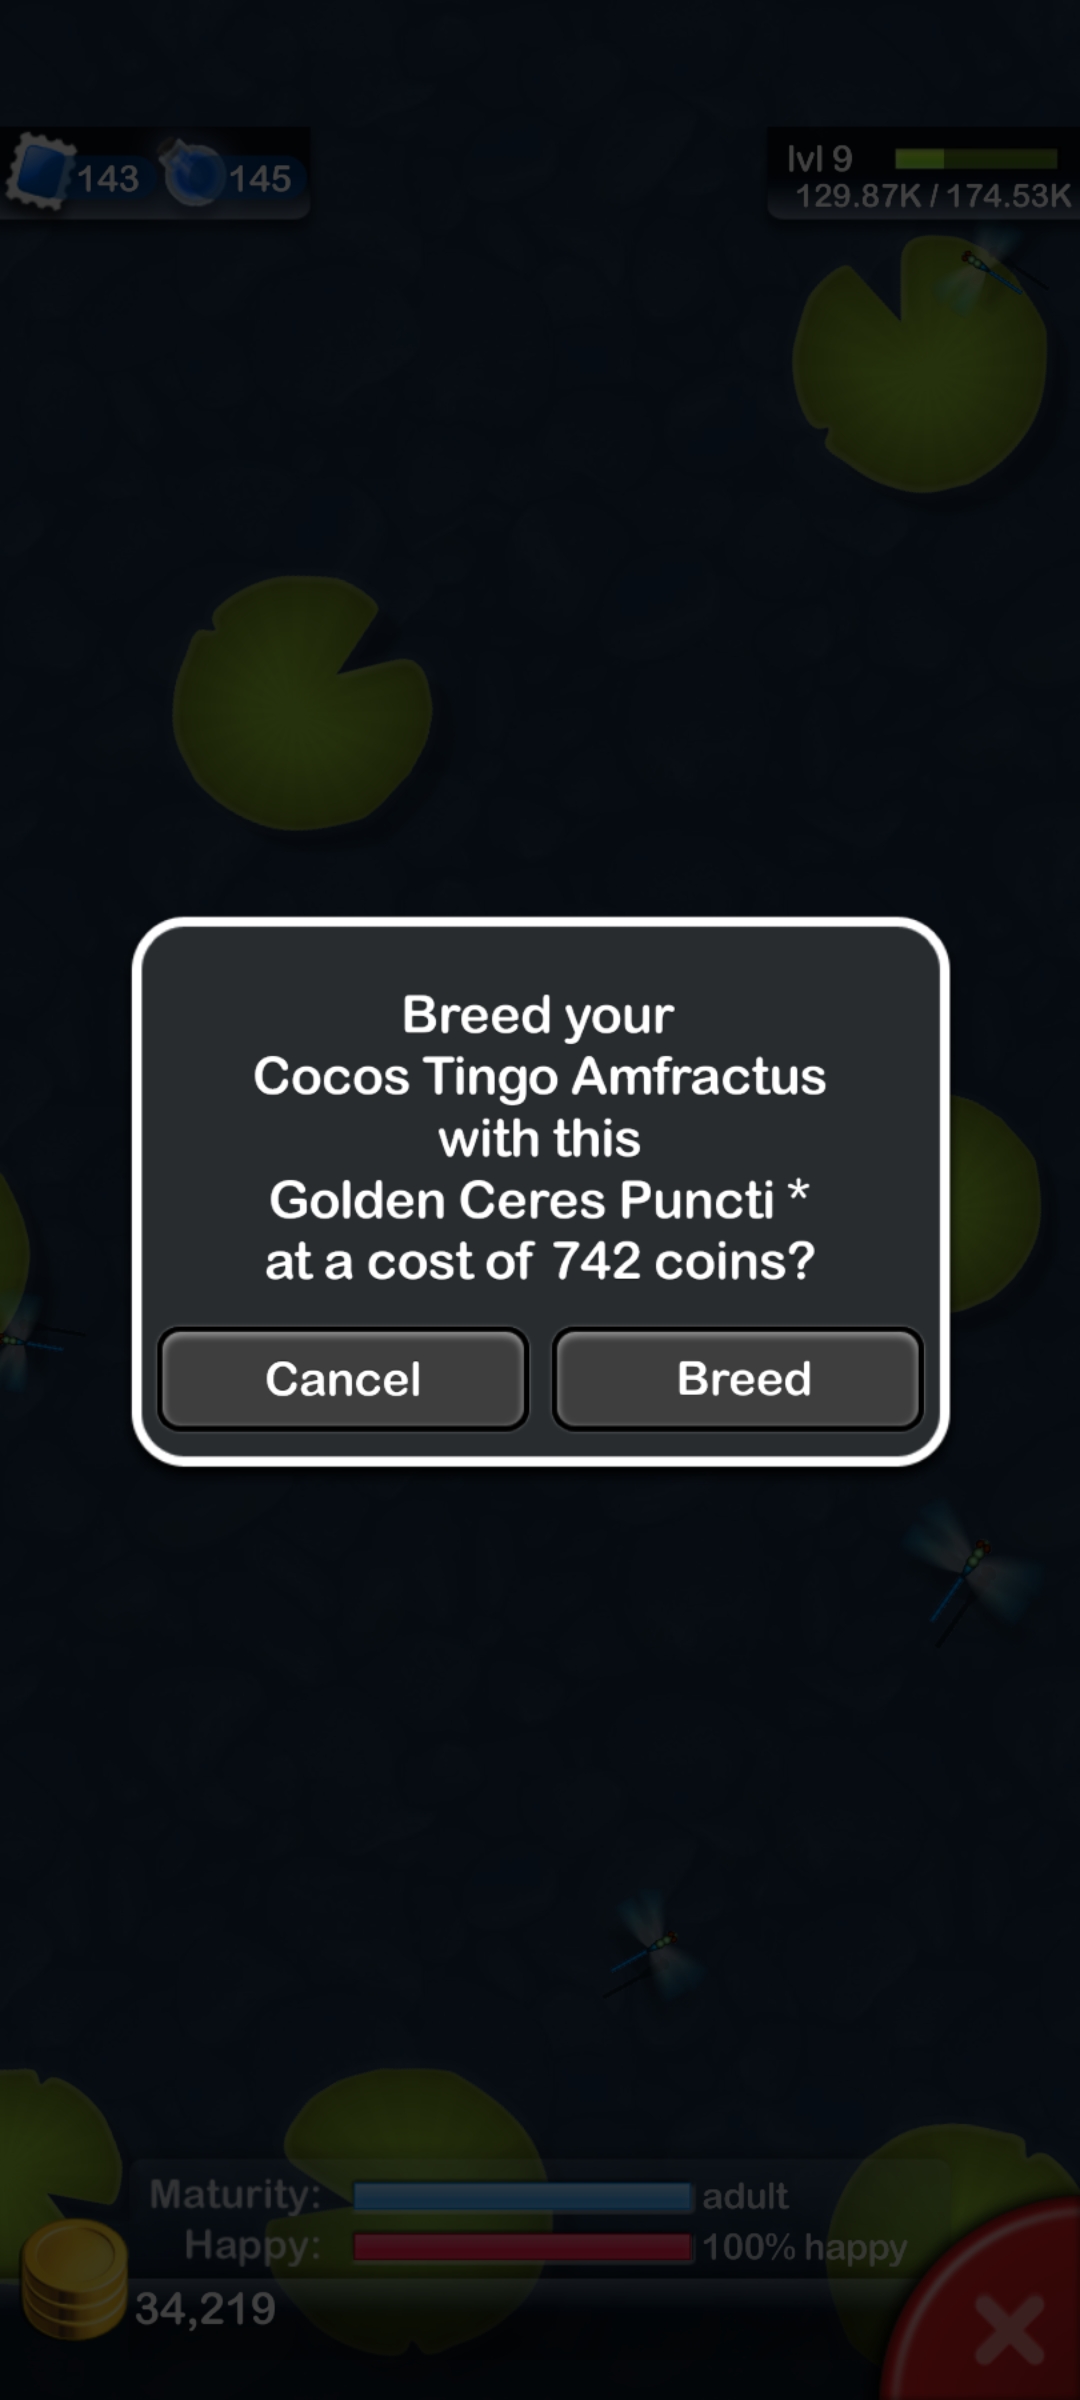 143 145
lvl 9
129.87K / 174.53K
Breed your
Cocos Tingo Amfractus
with this
Golden Ceres Puncti *
at a cost of 742 coins?
Cancel Breed
Maturity: adult
Happy: 100% happy
34,219